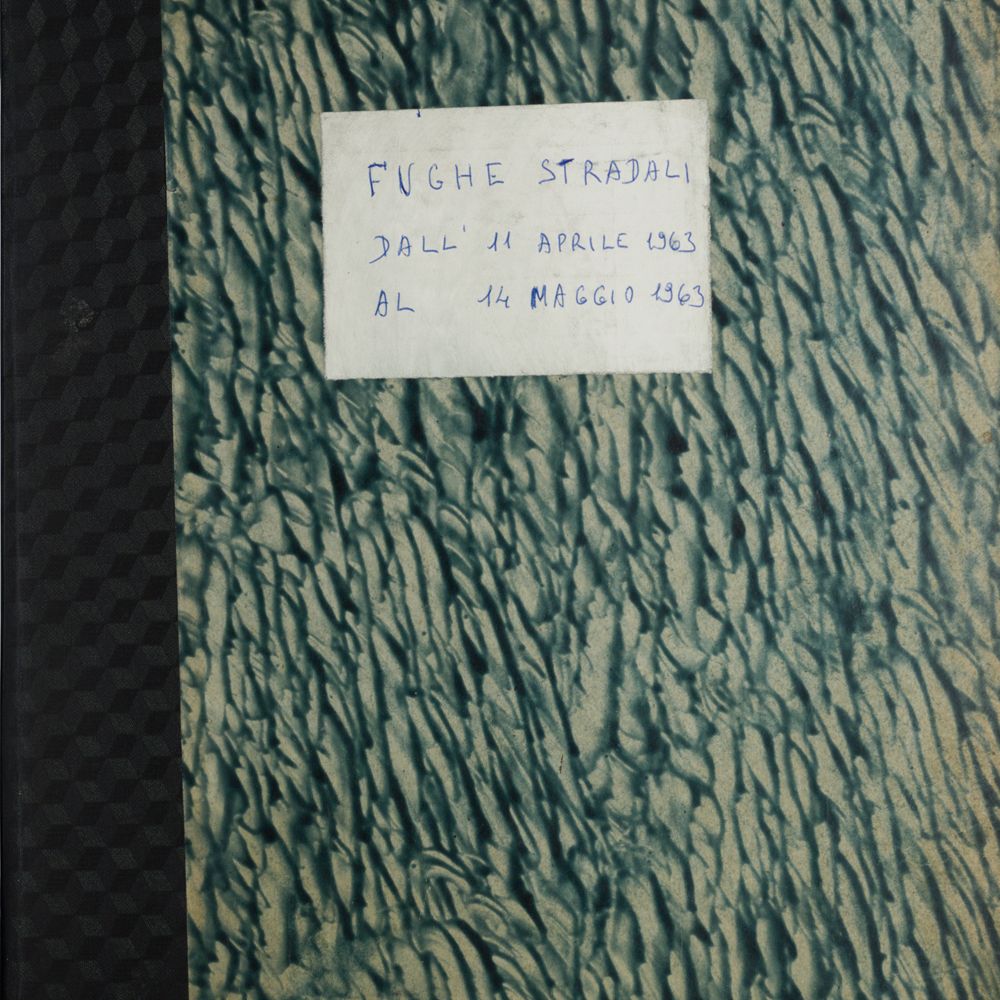 FUGHE STRADALI
DALL' 11 APRILE 1963
AL 14 MAGGIO 1963